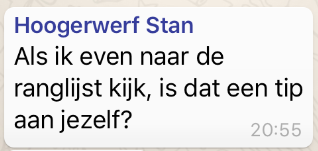 Hoogerwerf Stan
Als ik even naar de
ranglijst kijk, is dat een tip
aan jezelf?
20:55